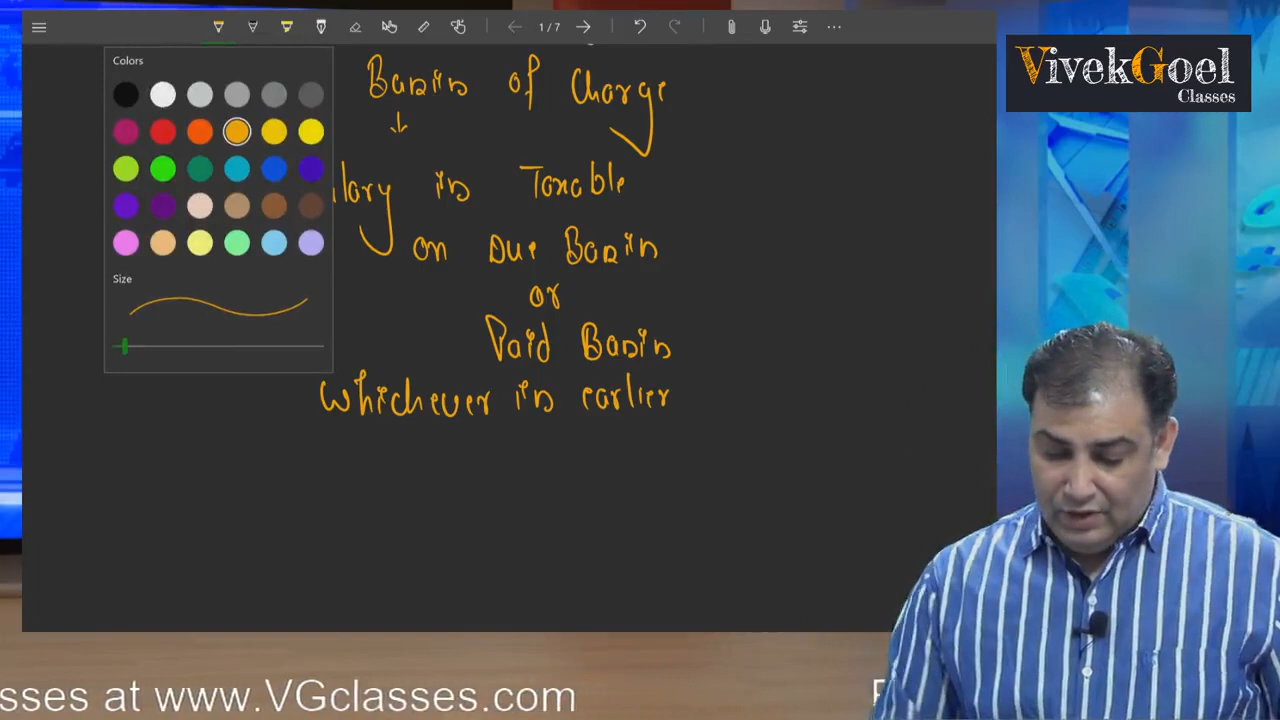 Colors
Size
1/7
Basis of Charge
lary is Taxable
on Due Basis
or
Paid Basis
Whichever is earlier
VivekGoel
Classes
sses at www.VGclasses.com